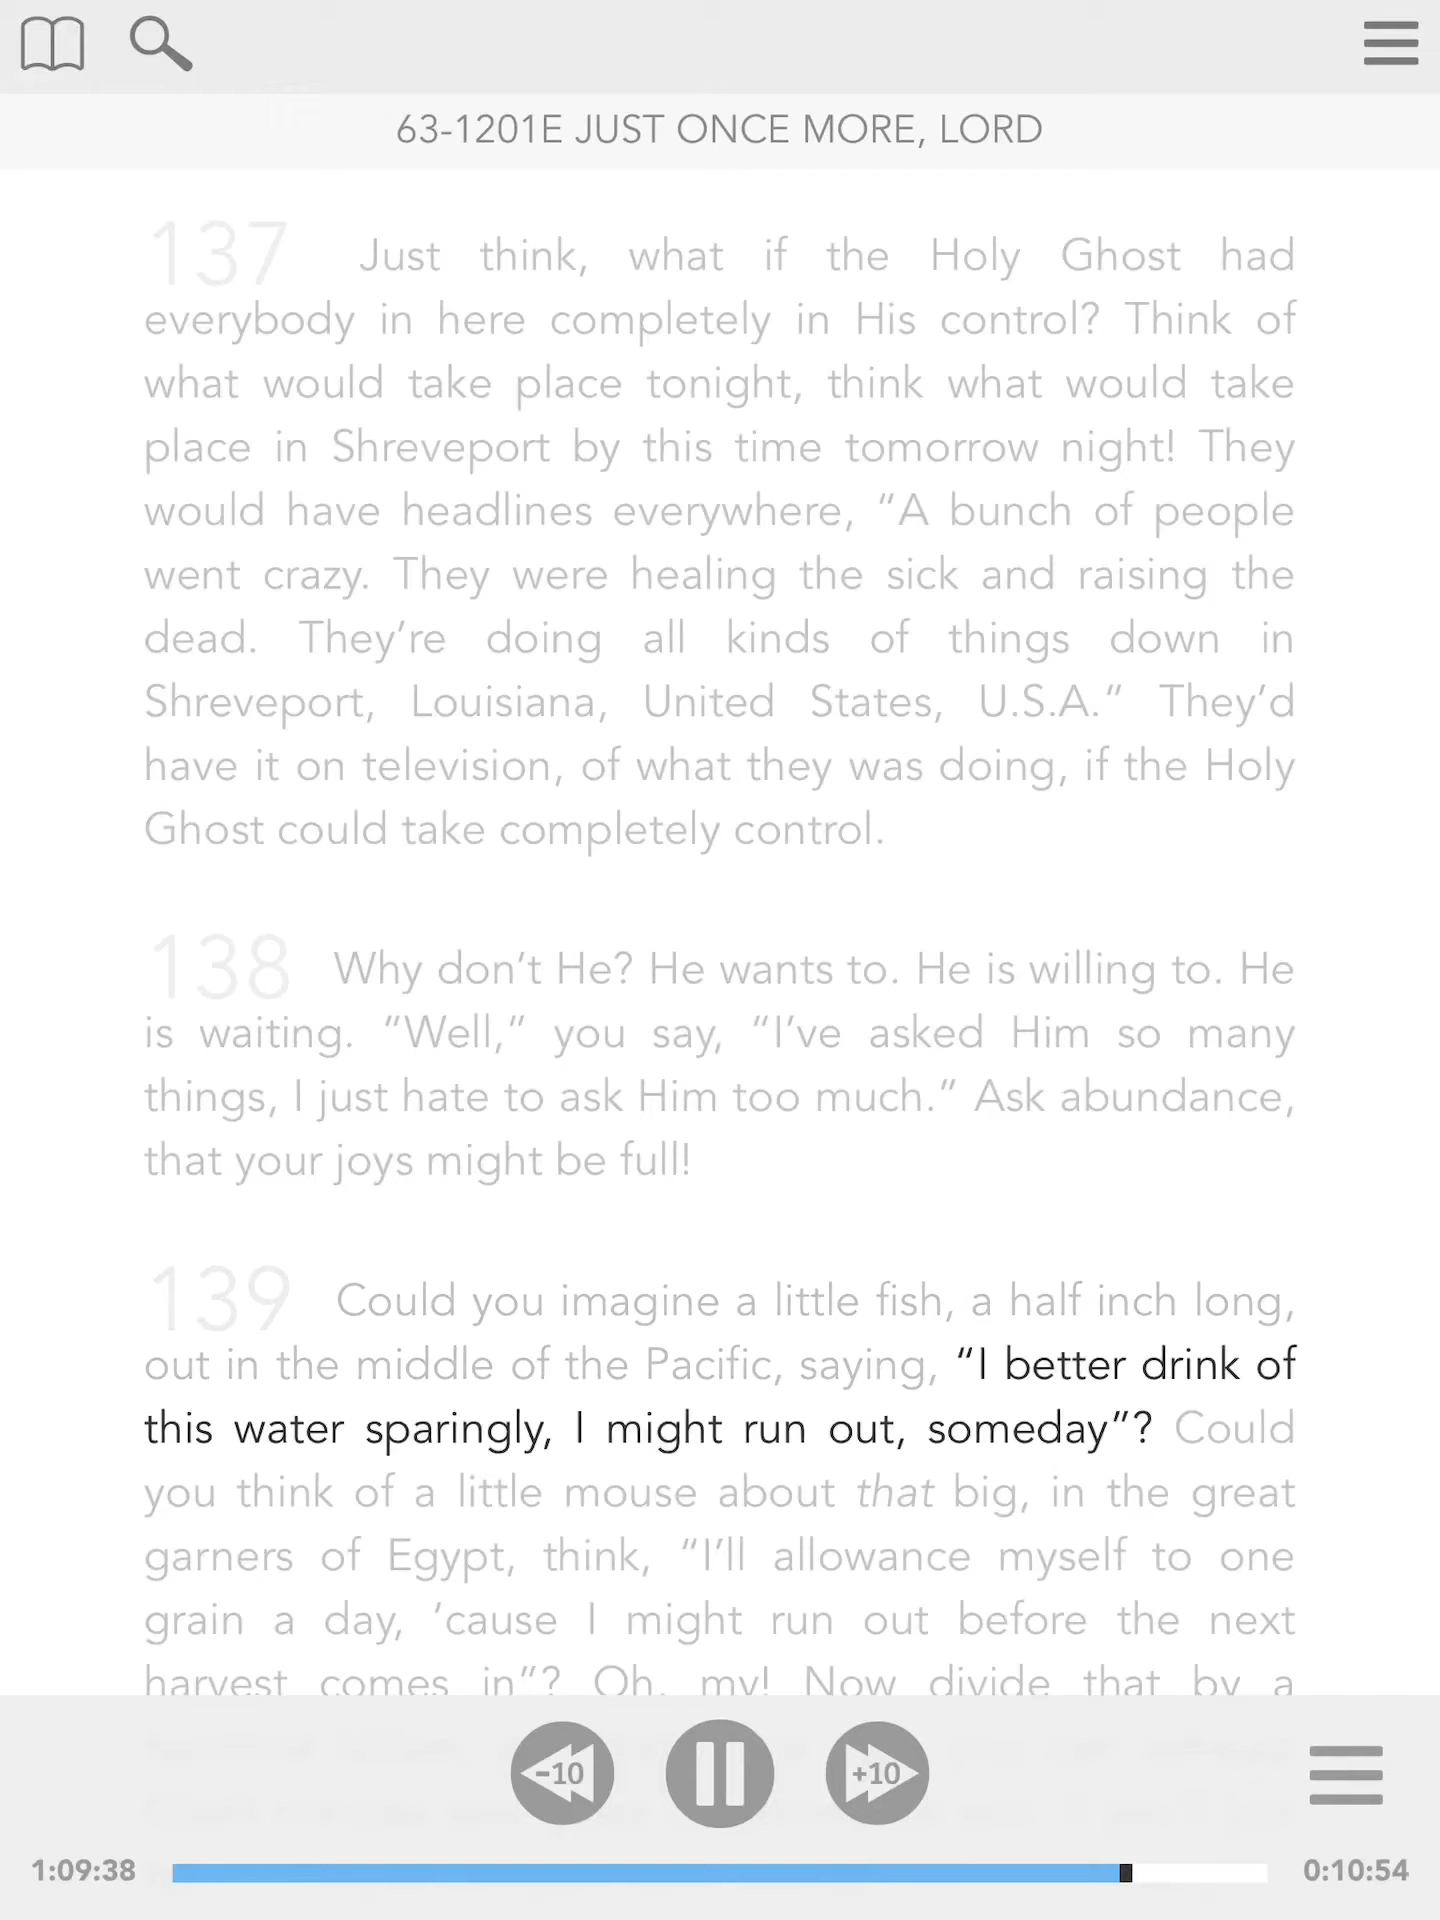 63-1201E JUST ONCE MORE, LORD
137 Just think, what if the Holy Ghost had
everybody in here completely in His control? Think of
what would take place tonight, think what would take
place in Shreveport by this time tomorrow night! They
would have headlines everywhere, “A bunch of people
went crazy. They were healing the sick and raising the
dead. They’re doing all kinds of things down in
Shreveport, Louisiana, United States, U.S.A.” They’d
have it on television, of what they was doing, if the Holy
Ghost could take completely control.
138 Why don’t He? He wants to. He is willing to. He
is waiting. “Well,” you say, “I’ve asked Him so many
things, I just hate to ask Him too much.” Ask abundance,
that your joys might be full!
139 Could you imagine a little fish, a half inch long,
out in the middle of the Pacific, saying, “I better drink of
this water sparingly, I might run out, someday”? Could
you think of a little mouse about that big, in the great
garners of Egypt, think, “I’ll allowance myself to one
grain a day, ’cause I might run out before the next
harvest comes in”? Oh, my! Now divide that by a
-10 +10
1:09:38 0:10:54